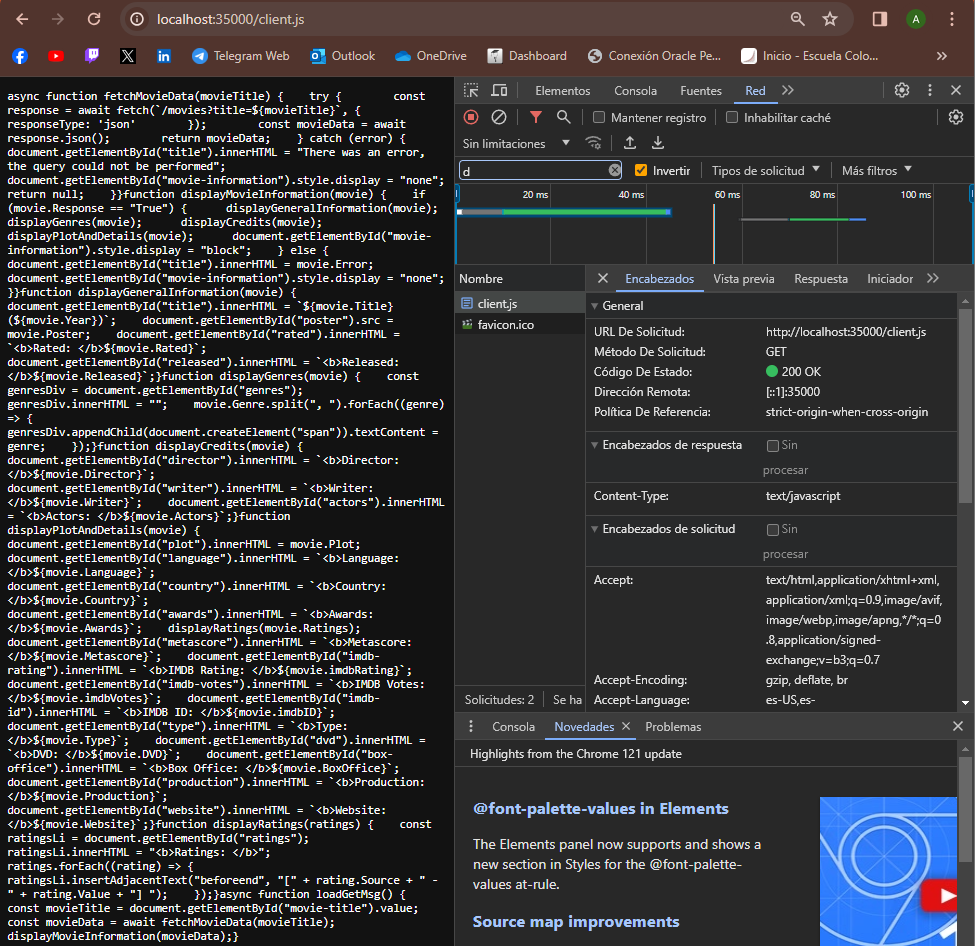 localhost:35000/client.js
A
Telegram Web
Outlook
OneDrive
Dashboard
Conexión Oracle Pe...
Inicio - Escuela Colo...
async function fetchMovieData(movieTitle) {    try {        const
response = await fetch(`/movies?title=${movieTitle}`, {
responseType: 'json'        });        const movieData = await
response.json();        return movieData;    } catch (error) {
document.getElementById("title").innerHTML = "There was an error,
the query could not be performed";
document.getElementById("movie-information").style.display = "none";
return null;    }}function displayMovieInformation(movie) {    if
(movie.Response == "True") {        displayGeneralInformation(movie);
displayGenres(movie);        displayCredits(movie);
displayPlotAndDetails(movie);        document.getElementById("movie-
information").style.display = "block";    } else {
document.getElementById("title").innerHTML = movie.Error;
document.getElementById("movie-information").style.display = "none";
}}function displayGeneralInformation(movie) {
document.getElementById("title").innerHTML = `${movie.Title}
(${movie.Year})`;    document.getElementById("poster").src =
movie.Poster;    document.getElementById("rated").innerHTML =
`<b>Rated: </b>${movie.Rated}`;
document.getElementById("released").innerHTML = `<b>Released:
</b>${movie.Released}`;}function displayGenres(movie) {    const
genresDiv = document.getElementById("genres");
genresDiv.innerHTML = "";    movie.Genre.split(", ").forEach((genre)
=> {
genresDiv.appendChild(document.createElement("span")).textContent =
genre;    });}function displayCredits(movie) {
document.getElementById("director").innerHTML = `<b>Director:
</b>${movie.Director}`;
document.getElementById("writer").innerHTML = `<b>Writer:
</b>${movie.Writer}`;    document.getElementById("actors").innerHTML
= `<b>Actors: </b>${movie.Actors}`;}function
displayPlotAndDetails(movie) {
document.getElementById("plot").innerHTML = movie.Plot;
document.getElementById("language").innerHTML = `<b>Language:
</b>${movie.Language}`;
document.getElementById("country").innerHTML = `<b>Country:
</b>${movie.Country}`;
document.getElementById("awards").innerHTML = `<b>Awards:
</b>${movie.Awards}`;    displayRatings(movie.Ratings);
document.getElementById("metascore").innerHTML = `<b>Metascore:
</b>${movie.Metascore}`;    document.getElementById("imdb-
rating").innerHTML = `<b>IMDB Rating: </b>${movie.imdbRating}`;
document.getElementById("imdb-votes").innerHTML = `<b>IMDB Votes:
</b>${movie.imdbVotes}`;    document.getElementById("imdb-
id").innerHTML = `<b>IMDB ID: </b>${movie.imdbID}`;
document.getElementById("type").innerHTML = `<b>Type:
</b>${movie.Type}`;    document.getElementById("dvd").innerHTML =
`<b>DVD: </b>${movie.DVD}`;    document.getElementById("box-
office").innerHTML = `<b>Box Office: </b>${movie.BoxOffice}`;
document.getElementById("production").innerHTML = `<b>Production:
</b>${movie.Production}`;
document.getElementById("website").innerHTML = `<b>Website:
</b>${movie.Website}`;}function displayRatings(ratings) {    const
ratingsLi = document.getElementById("ratings");
ratingsLi.innerHTML = "<b>Ratings: </b>";
ratings.forEach((rating) => {
ratingsLi.insertAdjacentText("beforeend", "[" + rating.Source + " -
" + rating.Value + "] ");    });}async function loadGetMsg() {
const movieTitle = document.getElementById("movie-title").value;
const movieData = await fetchMovieData(movieTitle);
displayMovieInformation(movieData);}
Elementos
Consola
Fuentes
Red
Mantener registro
Inhabilitar caché
Sin limitaciones
d
Invertir
Tipos de solicitud
Más filtros
20 ms
40 ms
60 ms
80 ms
100 ms
Nombre
client.js
favicon.ico
Encabezados
Vista previa
Respuesta
Iniciador
General
URL De Solicitud: http://localhost:35000/client.js
Método De Solicitud: GET
Código De Estado: 200 OK
Dirección Remota: [::1]:35000
Política De Referencia: strict-origin-when-cross-origin
Encabezados de respuesta
Sin
procesar
Content-Type: text/javascript
Encabezados de solicitud
Sin
procesar
Accept: text/html,application/xhtml+xml,
application/xml;q=0.9,image/avif,
image/webp,image/apng,*/*;q=0
.8,application/signed-
exchange;v=b3;q=0.7
Accept-Encoding: gzip, deflate, br
Accept-Language: es-US,es-
Solicitudes: 2
Se ha
Consola
Novedades
Problemas
Highlights from the Chrome 121 update
@font-palette-values in Elements
The Elements panel now supports and shows a
new section in Styles for the @font-palette-
values at-rule.
Source map improvements